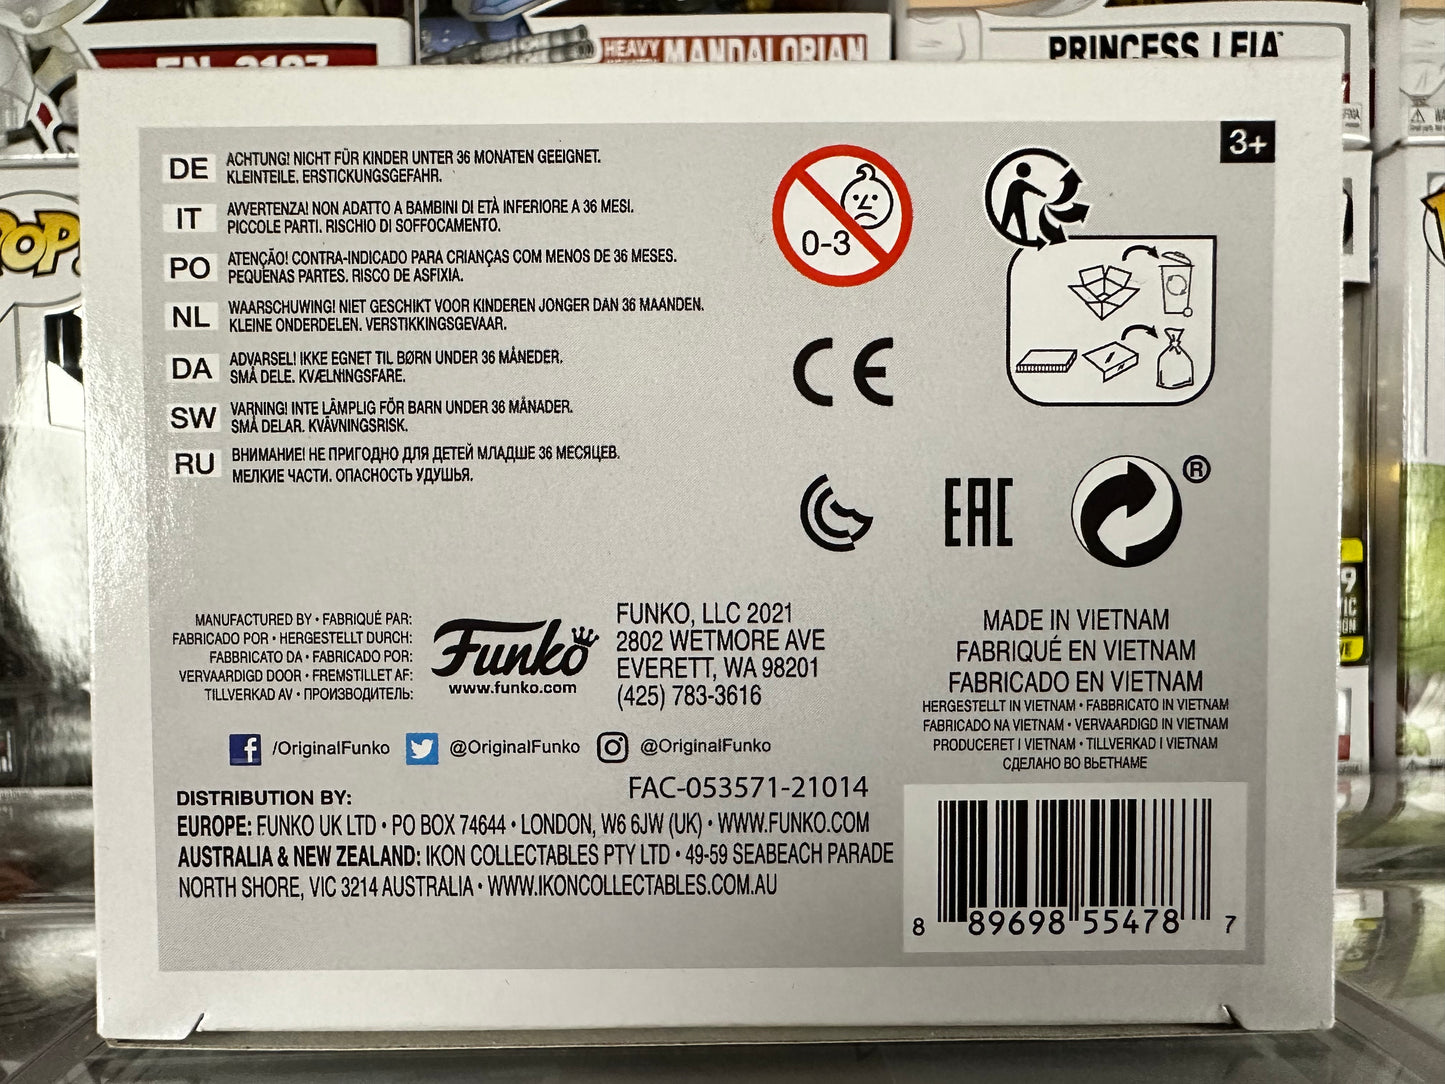 HEAVY MANDALORIAN
PRINCESS LEIA
POP!
3+
DE ACHTUNG! NICHT FÜR KINDER UNTER 36 MONATEN GEEIGNET.
KLEINTEILE. ERSTICKUNGSGEFAHR.
IT AVVERTENZA! NON ADATTO A BAMBINI DI ETÀ INFERIORE A 36 MESI.
PICCOLE PARTI. RISCHIO DI SOFFOCAMENTO.
PO ATENÇÃO! CONTRA-INDICADO PARA CRIANÇAS COM MENOS DE 36 MESES.
PEQUENAS PARTES. RISCO DE ASFIXIA.
NL WAARSCHUWING! NIET GESCHIKT VOOR KINDEREN JONGER DAN 36 MAANDEN.
KLEINE ONDERDELEN. VERSTIKKINGSGEVAAR.
DA ADVARSEL! IKKE EGNET TIL BØRN UNDER 36 MÅNEDER.
SMÅ DELE. KVÆLNINGSFARE.
SW VARNING! INTE LÄMPLIG FÖR BARN UNDER 36 MÅNADER.
SMÅ DELAR. KVÄVNINGSRISK.
RU ВНИМАНИЕ! НЕ ПРИГОДНО ДЛЯ ДЕТЕЙ МЛАДШЕ 36 МЕСЯЦЕВ.
МЕЛКИЕ ЧАСТИ. ОПАСНОСТЬ УДУШЬЯ.
0-3
CE
EAC
®
MANUFACTURED BY • FABRIQUÉ PAR:
FABRICADO POR • HERGESTELLT DURCH:
FABBRICATO DA • FABRICADO POR:
VERVAARDIGD DOOR • FREMSTILLET AF:
TILLVERKAD AV • ПРОИЗВОДИТЕЛЬ:
Funko
www.funko.com
FUNKO, LLC 2021
2802 WETMORE AVE
EVERETT, WA 98201
(425) 783-3616
MADE IN VIETNAM
FABRIQUÉ EN VIETNAM
FABRICADO EN VIETNAM
HERGESTELLT IN VIETNAM • FABBRICATO IN VIETNAM
FABRICADO NA VIETNAM • VERVAARDIGD IN VIETNAM
PRODUCERET I VIETNAM • TILLVERKAD I VIETNAM
СДЕЛАНО ВО ВЬЕТНАМЕ
/OriginalFunko @OriginalFunko @OriginalFunko
FAC-053571-21014
DISTRIBUTION BY:
EUROPE: FUNKO UK LTD • PO BOX 74644 • LONDON, W6 6JW (UK) • WWW.FUNKO.COM
AUSTRALIA & NEW ZEALAND: IKON COLLECTABLES PTY LTD • 49-59 SEABEACH PARADE
NORTH SHORE, VIC 3214 AUSTRALIA • WWW.IKONCOLLECTABLES.COM.AU
8 89698 55478 7